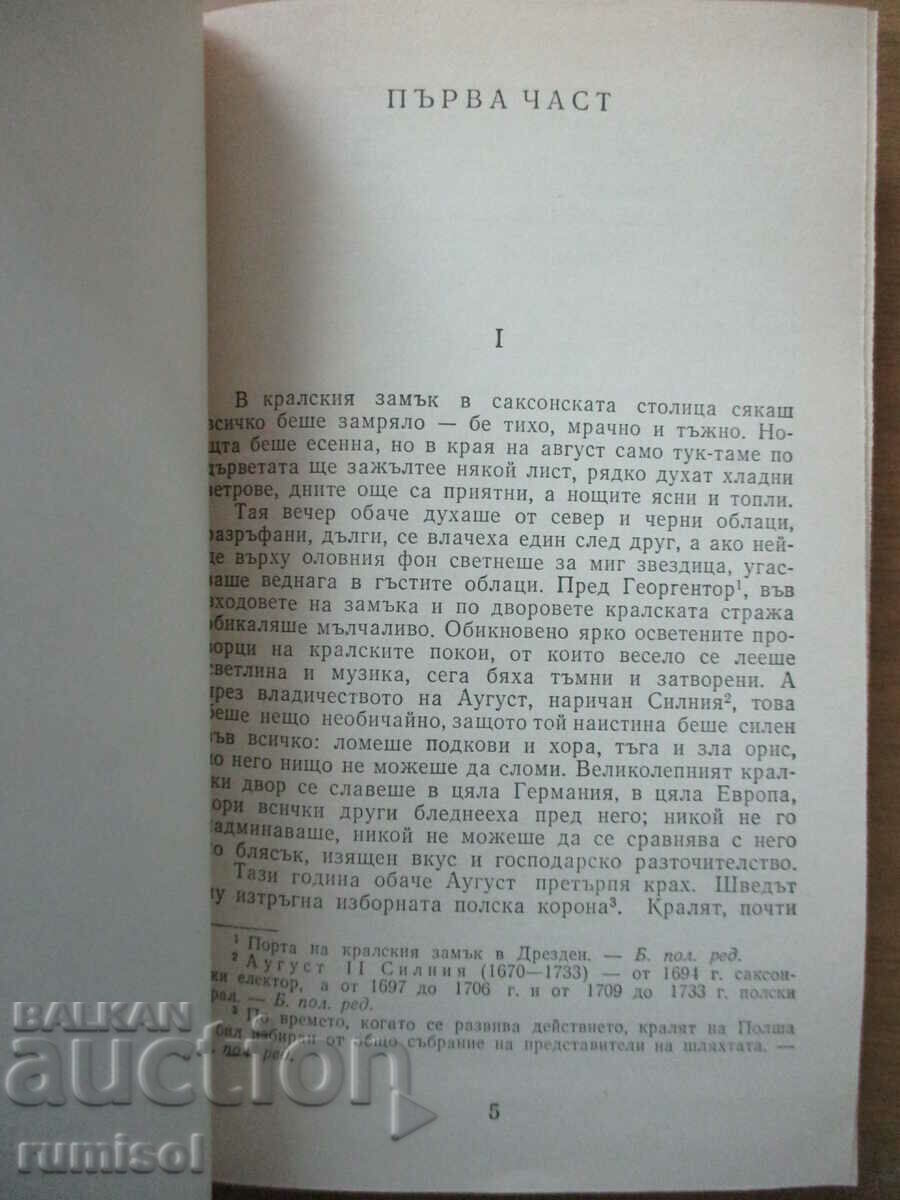 ПЪРВА ЧАСТ
I
В кралския замък в саксонската столица сякаш
всичко беше замряло — бе тихо, мрачно и тъжно. Но-
щта беше есенна, но в края на август само тук-таме по
дърветата ще зажълтее някой лист, рядко духат хладни
ветрове, дните още са приятни, а нощите ясни и топли.
Тая вечер обаче духаше от север и черни облаци,
разръфани, дълги, се влачеха един след друг, а ако ней-
де върху оловния фон светнеше за миг звездица, угас-
ваше веднага в гъстите облаци. Пред Георгентор¹, във
входовете на замъка и по дворовете кралската стража
обикаляше мълчаливо. Обикновено ярко осветените про-
зорци на кралските покои, от които весело се лееше
светлина и музика, сега бяха тъмни и затворени. А
през владичеството на Аугуст, наричан Силния², това
беше нещо необичайно, защото той наистина беше силен
във всичко: ломеше подкови и хора, тъга и зла орис,
но него нищо не можеше да сломи. Великолепният крал-
ки двор се славеше в цяла Германия, в цяла Европа,
дори всички други бледнееха пред него; никой не го
надминаваше, никой не можеше да се сравнява с него
по блясък, изящен вкус и господарско разточителство.
Тази година обаче Аугуст претърпя крах. Шведът
му изтръгна изборната полска корона³. Кралят, почти
¹ Порта на кралския замък в Дрезден. — Б. пол. ред.
² Аугуст II Силния (1670—1733) — от 1694 г. саксон-
ки електор, а от 1697 до 1706 г. и от 1709 до 1733 г. полски
крал. — Б. пол. ред.
³ По времето, когато се развива действието, кралят на Полша
бил избиран от общо събрание на представители на шляхтата. —
пол. ред.
5
BALKAN
auction
rumisol